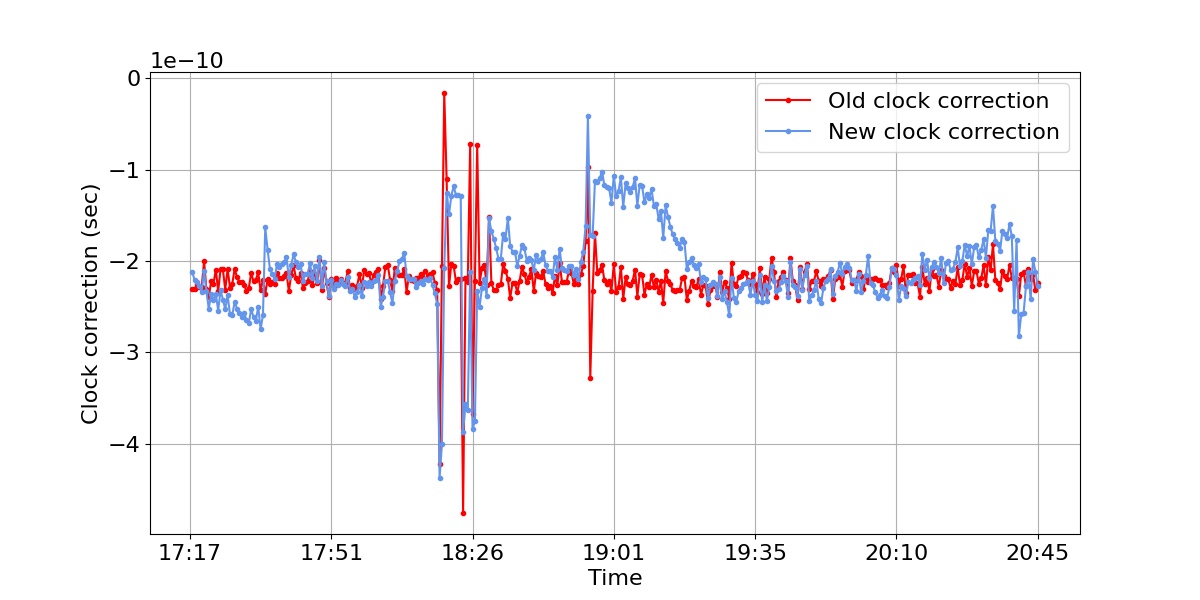 1e−10
0
−1
−2
−3
−4
Clock correction (sec)
Old clock correction
New clock correction
17:17 17:51 18:26 19:01 19:35 20:10 20:45
Time